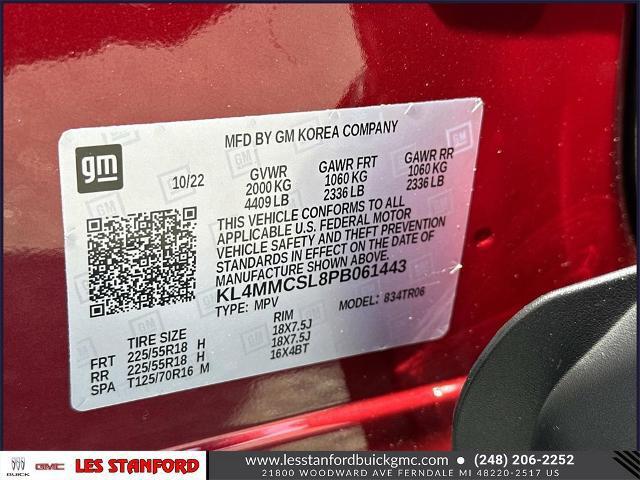 gm
MFD BY GM KOREA COMPANY
10/22
GVWR
2000 KG
4409 LB
GAWR FRT
1060 KG
2336 LB
GAWR RR
1060 KG
2336 LB
THIS VEHICLE CONFORMS TO ALL
APPLICABLE U.S. FEDERAL MOTOR
VEHICLE SAFETY AND THEFT PREVENTION
STANDARDS IN EFFECT ON THE DATE OF
MANUFACTURE SHOWN ABOVE.
KL4MMCSL8PB061443
TYPE: MPV MODEL: 834TR06
TIRE SIZE RIM
FRT 225/55R18 H 18X7.5J
RR 225/55R18 H 18X7.5J
SPA T125/70R16 M 16X4BT
BUICK GMC LES STANFORD
www.lesstanfordbuickgmc.com • (248) 206-2252
21800 WOODWARD AVE FERNDALE MI 48220-2517 US